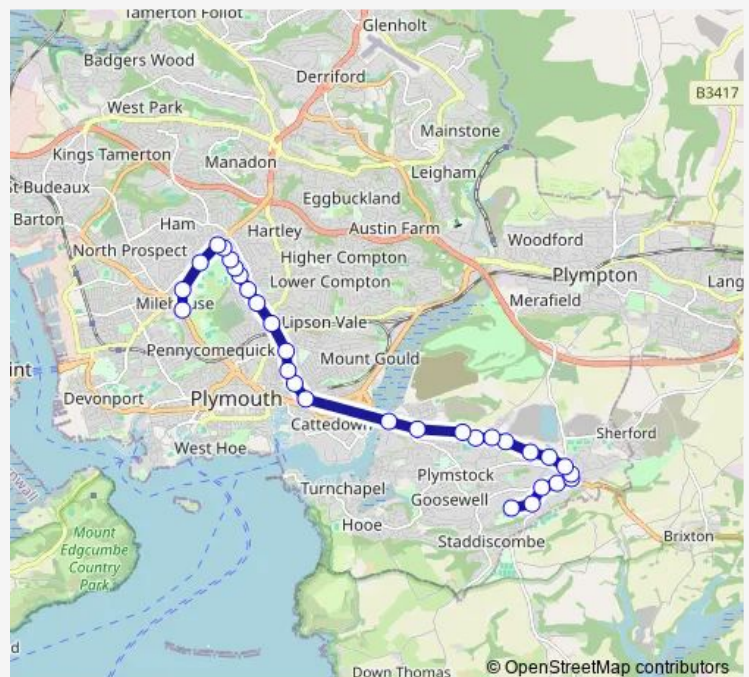 Tamerton Foliot
Glenholt
Badgers Wood
Derriford
B3417
West Park
Mainstone
Kings Tamerton
Manadon
Leigham
St Budeaux
Eggbuckland
Barton
Ham
Hartley
Austin Farm
Woodford
North Prospect
Higher Compton
Plympton
Lower Compton
Lang
Merafield
Milehouse
Lipson Vale
Pennycomequick
Mount Gould
int
Devonport
Plymouth
Cattedown
Sherford
West Hoe
Plymstock
Turnchapel
Goosewell
Hooe
Staddiscombe
Brixton
Mount
Edgcumbe
Country
Park
nwall
d
Down Thomas
© OpenStreetMap contributors